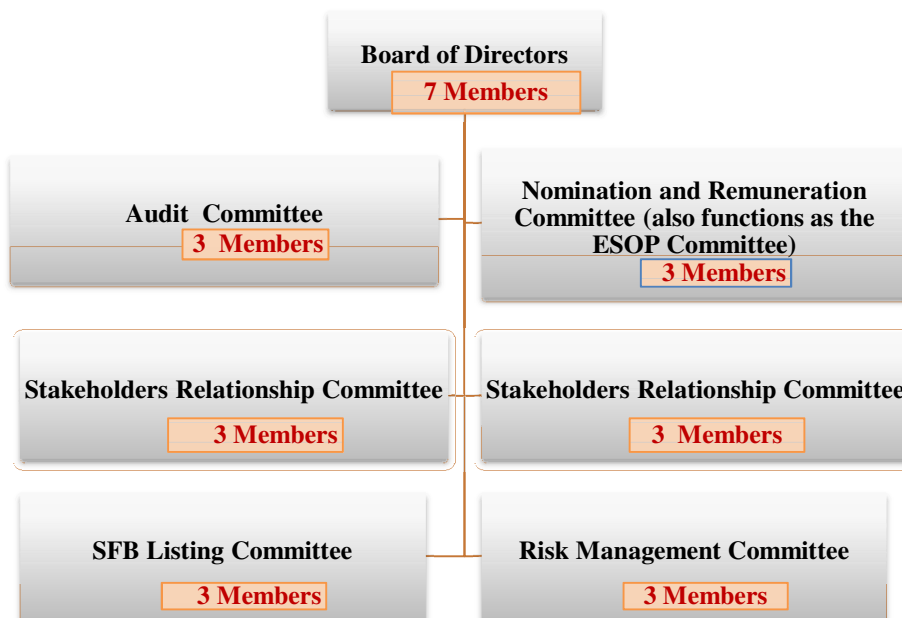 Board of Directors
7 Members
Audit Committee
3 Members
Nomination and Remuneration
Committee (also functions as the
ESOP Committee)
3 Members
Stakeholders Relationship Committee
3 Members
Stakeholders Relationship Committee
3 Members
SFB Listing Committee
3 Members
Risk Management Committee
3 Members